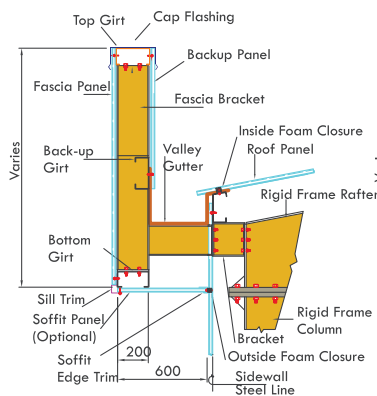 Top Girt
Cap Flashing
Backup Panel
Fascia Panel
Fascia Bracket
Varies
Inside Foam Closure
Back-up
Girt
Valley
Gutter
Roof Panel
Rigid Frame Rafter
Bottom
Girt
Sill Trim
Soffit Panel
(Optional)
Rigid Frame
Column
Bracket
200
Outside Foam Closure
Soffit
Edge Trim
600
Sidewall
Steel Line